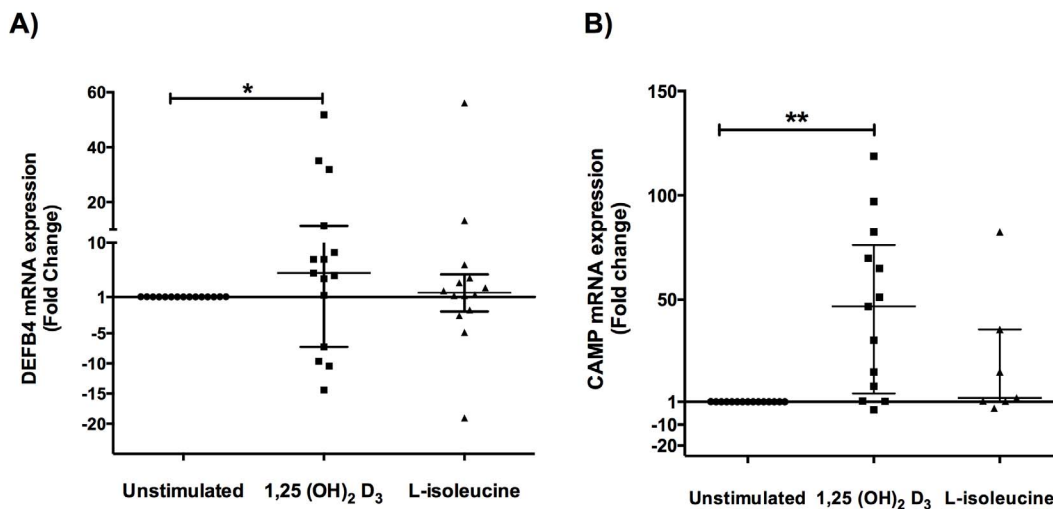 A)
B)
DEFB4 mRNA expression
(Fold Change)
60
40
20
10
1
-5
-10
-15
-20
*
Unstimulated 1,25 (OH)₂ D₃ L-isoleucine
CAMP mRNA expression
(Fold change)
150
100
50
1
-10
-20
**
Unstimulated 1,25 (OH)₂ D₃ L-isoleucine